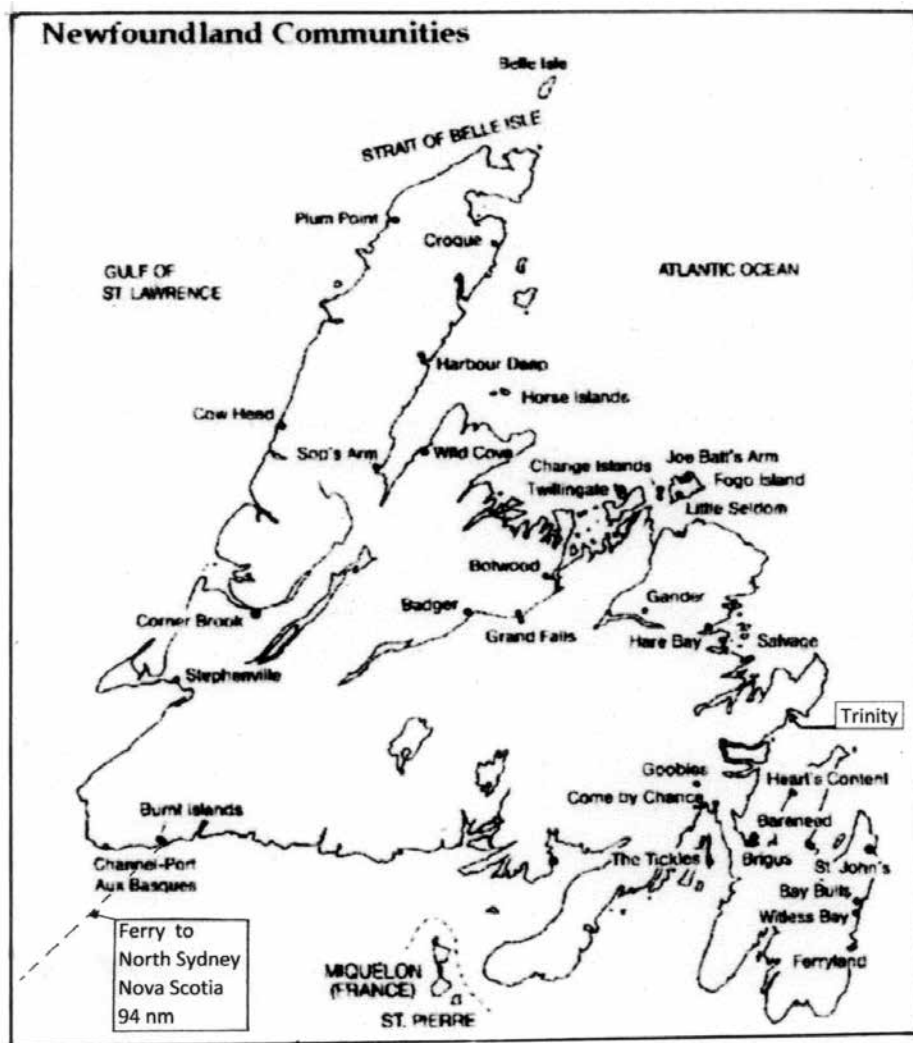 Newfoundland Communities
Belle Isle
STRAIT OF BELLE ISLE
Plum Point
Croque
GULF OF
ST. LAWRENCE
ATLANTIC OCEAN
Harbour Deep
Horse Islands
Cow Head
Sop's Arm
Wild Cove
Joe Batt's Arm
Change Islands
Fogo Island
Twillingate
Little Seldom
Botwood
Badger
Gander
Corner Brook
Grand Falls
Hare Bay
Salvage
Stephenville
Trinity
Goobies
Heart's Content
Come by Chance
Burnt Islands
Bareneed
The Tickles
Brigus
St. John's
Channel-Port
Aux Basques
Bay Bulls
Witless Bay
Ferry to
North Sydney
Nova Scotia
94 nm
Ferryland
MIQUELON
(FRANCE)
ST. PIERRE